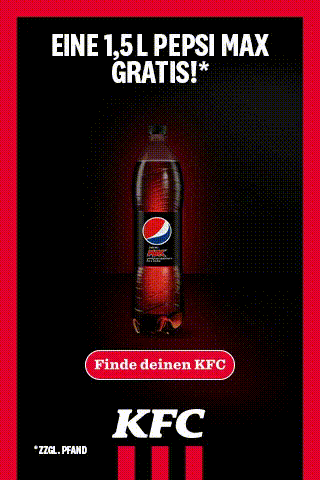 EINE 1,5 L PEPSI MAX
GRATIS!*
Finde deinen KFC
KFC
*ZZGL. PFAND